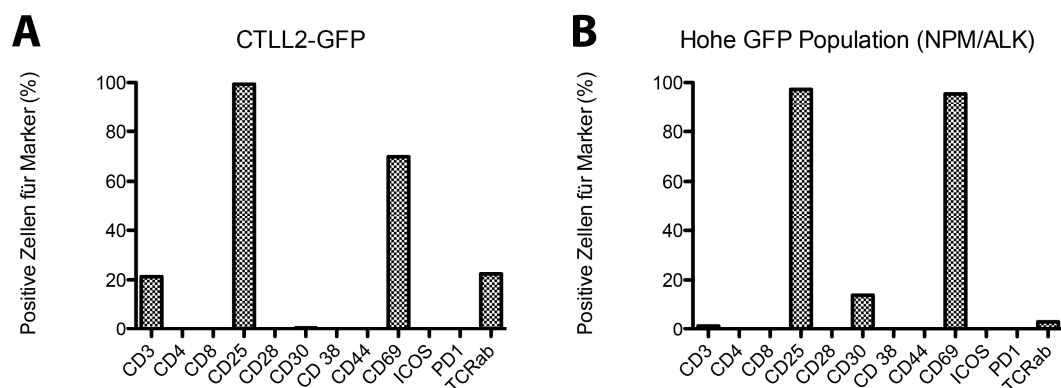 A
CTLL2-GFP
Positive Zellen für Marker (%)
100
80
60
40
20
0
CD3
CD4
CD8
CD25
CD28
CD30
CD 38
CD44
CD69
ICOS
PD1
TCRab
B
Hohe GFP Population (NPM/ALK)
Positive Zellen für Marker (%)
100
80
60
40
20
0
CD3
CD4
CD8
CD25
CD28
CD30
CD 38
CD44
CD69
ICOS
PD1
TCRab